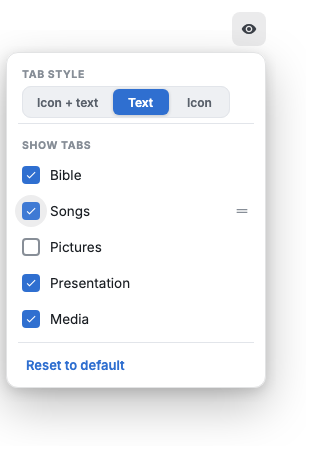 TAB STYLE
Icon + text Text Icon
SHOW TABS
Bible
Songs
Pictures
Presentation
Media
Reset to default